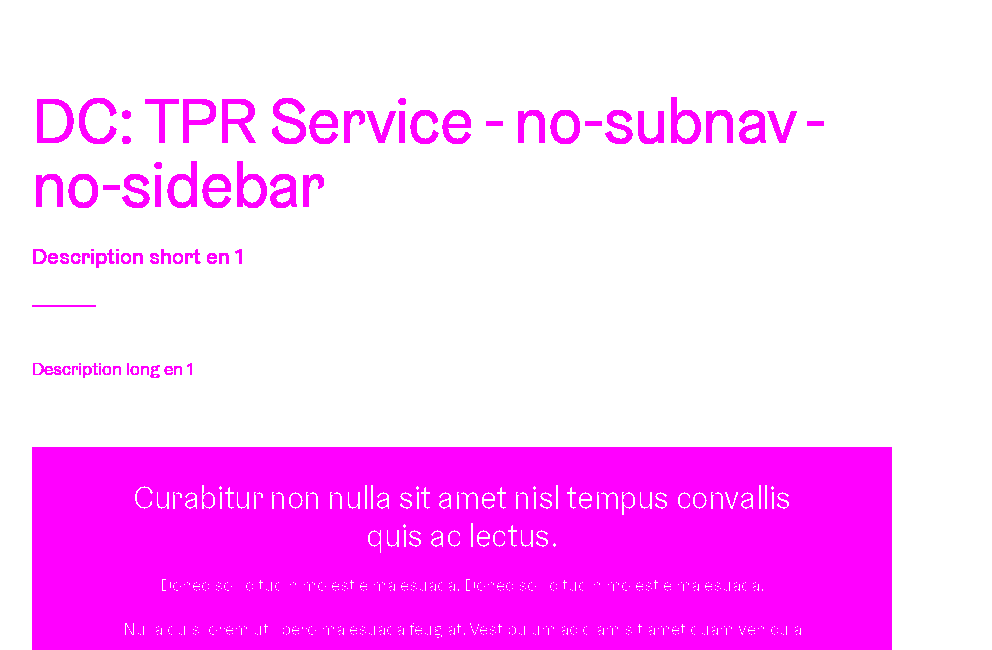 DC: TPR Service - no-subnav -
no-sidebar
Description short en 1
Description long en 1
Curabitur non nulla sit amet nisl tempus convallis
quis ac lectus.
Donec sollicitudin molestie malesuada. Donec sollicitudin molestie malesuada.
Nulla quis lorem ut libero malesuada feugiat. Vestibulum ac diam sit amet quam vehicula